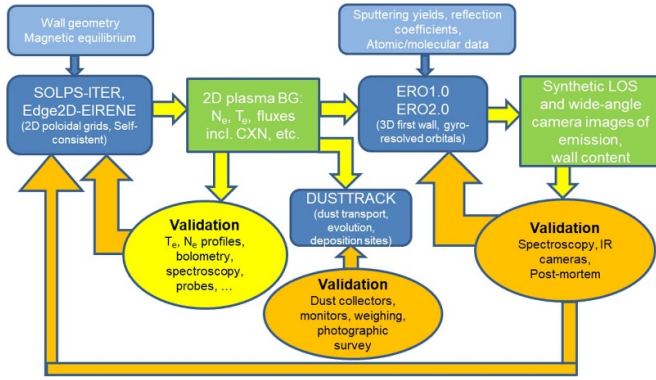 Wall geometry
Magnetic equilibrium
Sputtering yields, reflection
coefficients,
Atomic/molecular data
SOLPS-ITER,
Edge2D-EIRENE
(2D poloidal grids, Self-
consistent)
2D plasma BG:
Ne, Te, fluxes
incl. CXN, etc.
ERO1.0
ERO2.0
(3D first wall, gyro-
resolved orbitals)
Synthetic LOS
and wide-angle
camera images of
emission,
wall content
DUSTTRACK
(dust transport,
evolution,
deposition sites)
Validation
Te, Ne profiles,
bolometry,
spectroscopy,
probes, ...
Validation
Dust collectors,
monitors, weighing,
photographic
survey
Validation
Spectroscopy, IR
cameras,
Post-mortem